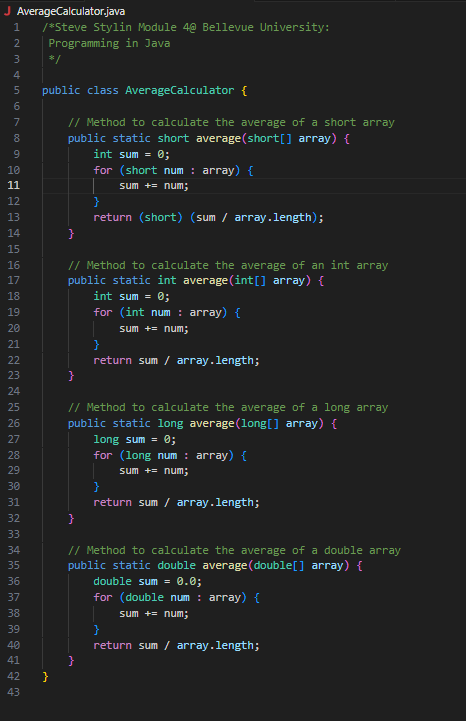 J AverageCalculator.java
1 /*Steve Stylin Module 4@ Bellevue University:
2  Programming in Java
3  */
4
5 public class AverageCalculator {
6
7     // Method to calculate the average of a short array
8     public static short average(short[] array) {
9         int sum = 0;
10         for (short num : array) {
11             sum += num;
12         }
13         return (short) (sum / array.length);
14     }
15
16     // Method to calculate the average of an int array
17     public static int average(int[] array) {
18         int sum = 0;
19         for (int num : array) {
20             sum += num;
21         }
22         return sum / array.length;
23     }
24
25     // Method to calculate the average of a long array
26     public static long average(long[] array) {
27         long sum = 0;
28         for (long num : array) {
29             sum += num;
30         }
31         return sum / array.length;
32     }
33
34     // Method to calculate the average of a double array
35     public static double average(double[] array) {
36         double sum = 0.0;
37         for (double num : array) {
38             sum += num;
39         }
40         return sum / array.length;
41     }
42 }
43